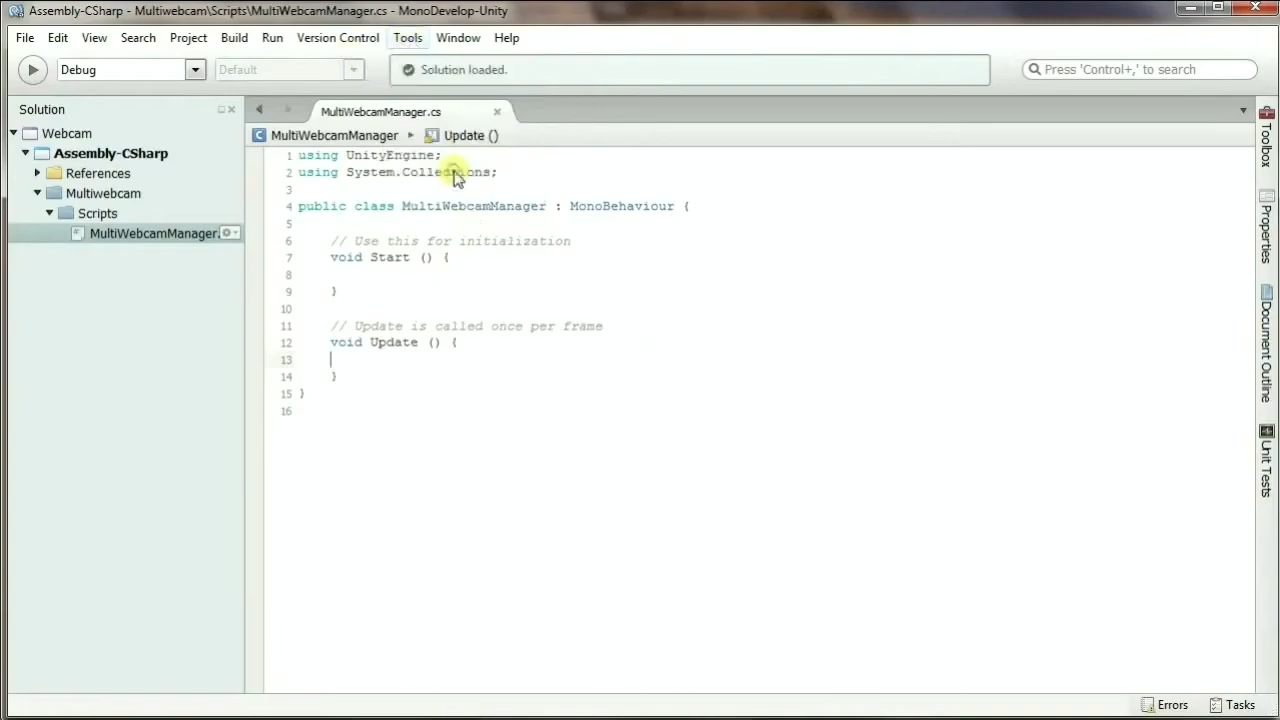 Assembly-CSharp - Multiwebcam\Scripts\MultiWebcamManager.cs - MonoDevelop-Unity
File Edit View Search Project Build Run Version Control Tools Window Help
Debug Default Solution loaded. Press 'Control+,' to search
Solution
Webcam
Assembly-CSharp
References
Multiwebcam
Scripts
MultiWebcamManager.
MultiWebcamManager.cs
MultiWebcamManager Update ()
1 using UnityEngine;
2 using System.Collections;
3
4 public class MultiWebcamManager : MonoBehaviour {
5
6 // Use this for initialization
7 void Start () {
8
9 }
10
11 // Update is called once per frame
12 void Update () {
13
14 }
15 }
16
Toolbox
Properties
Document Outline
Unit Tests
Errors Tasks